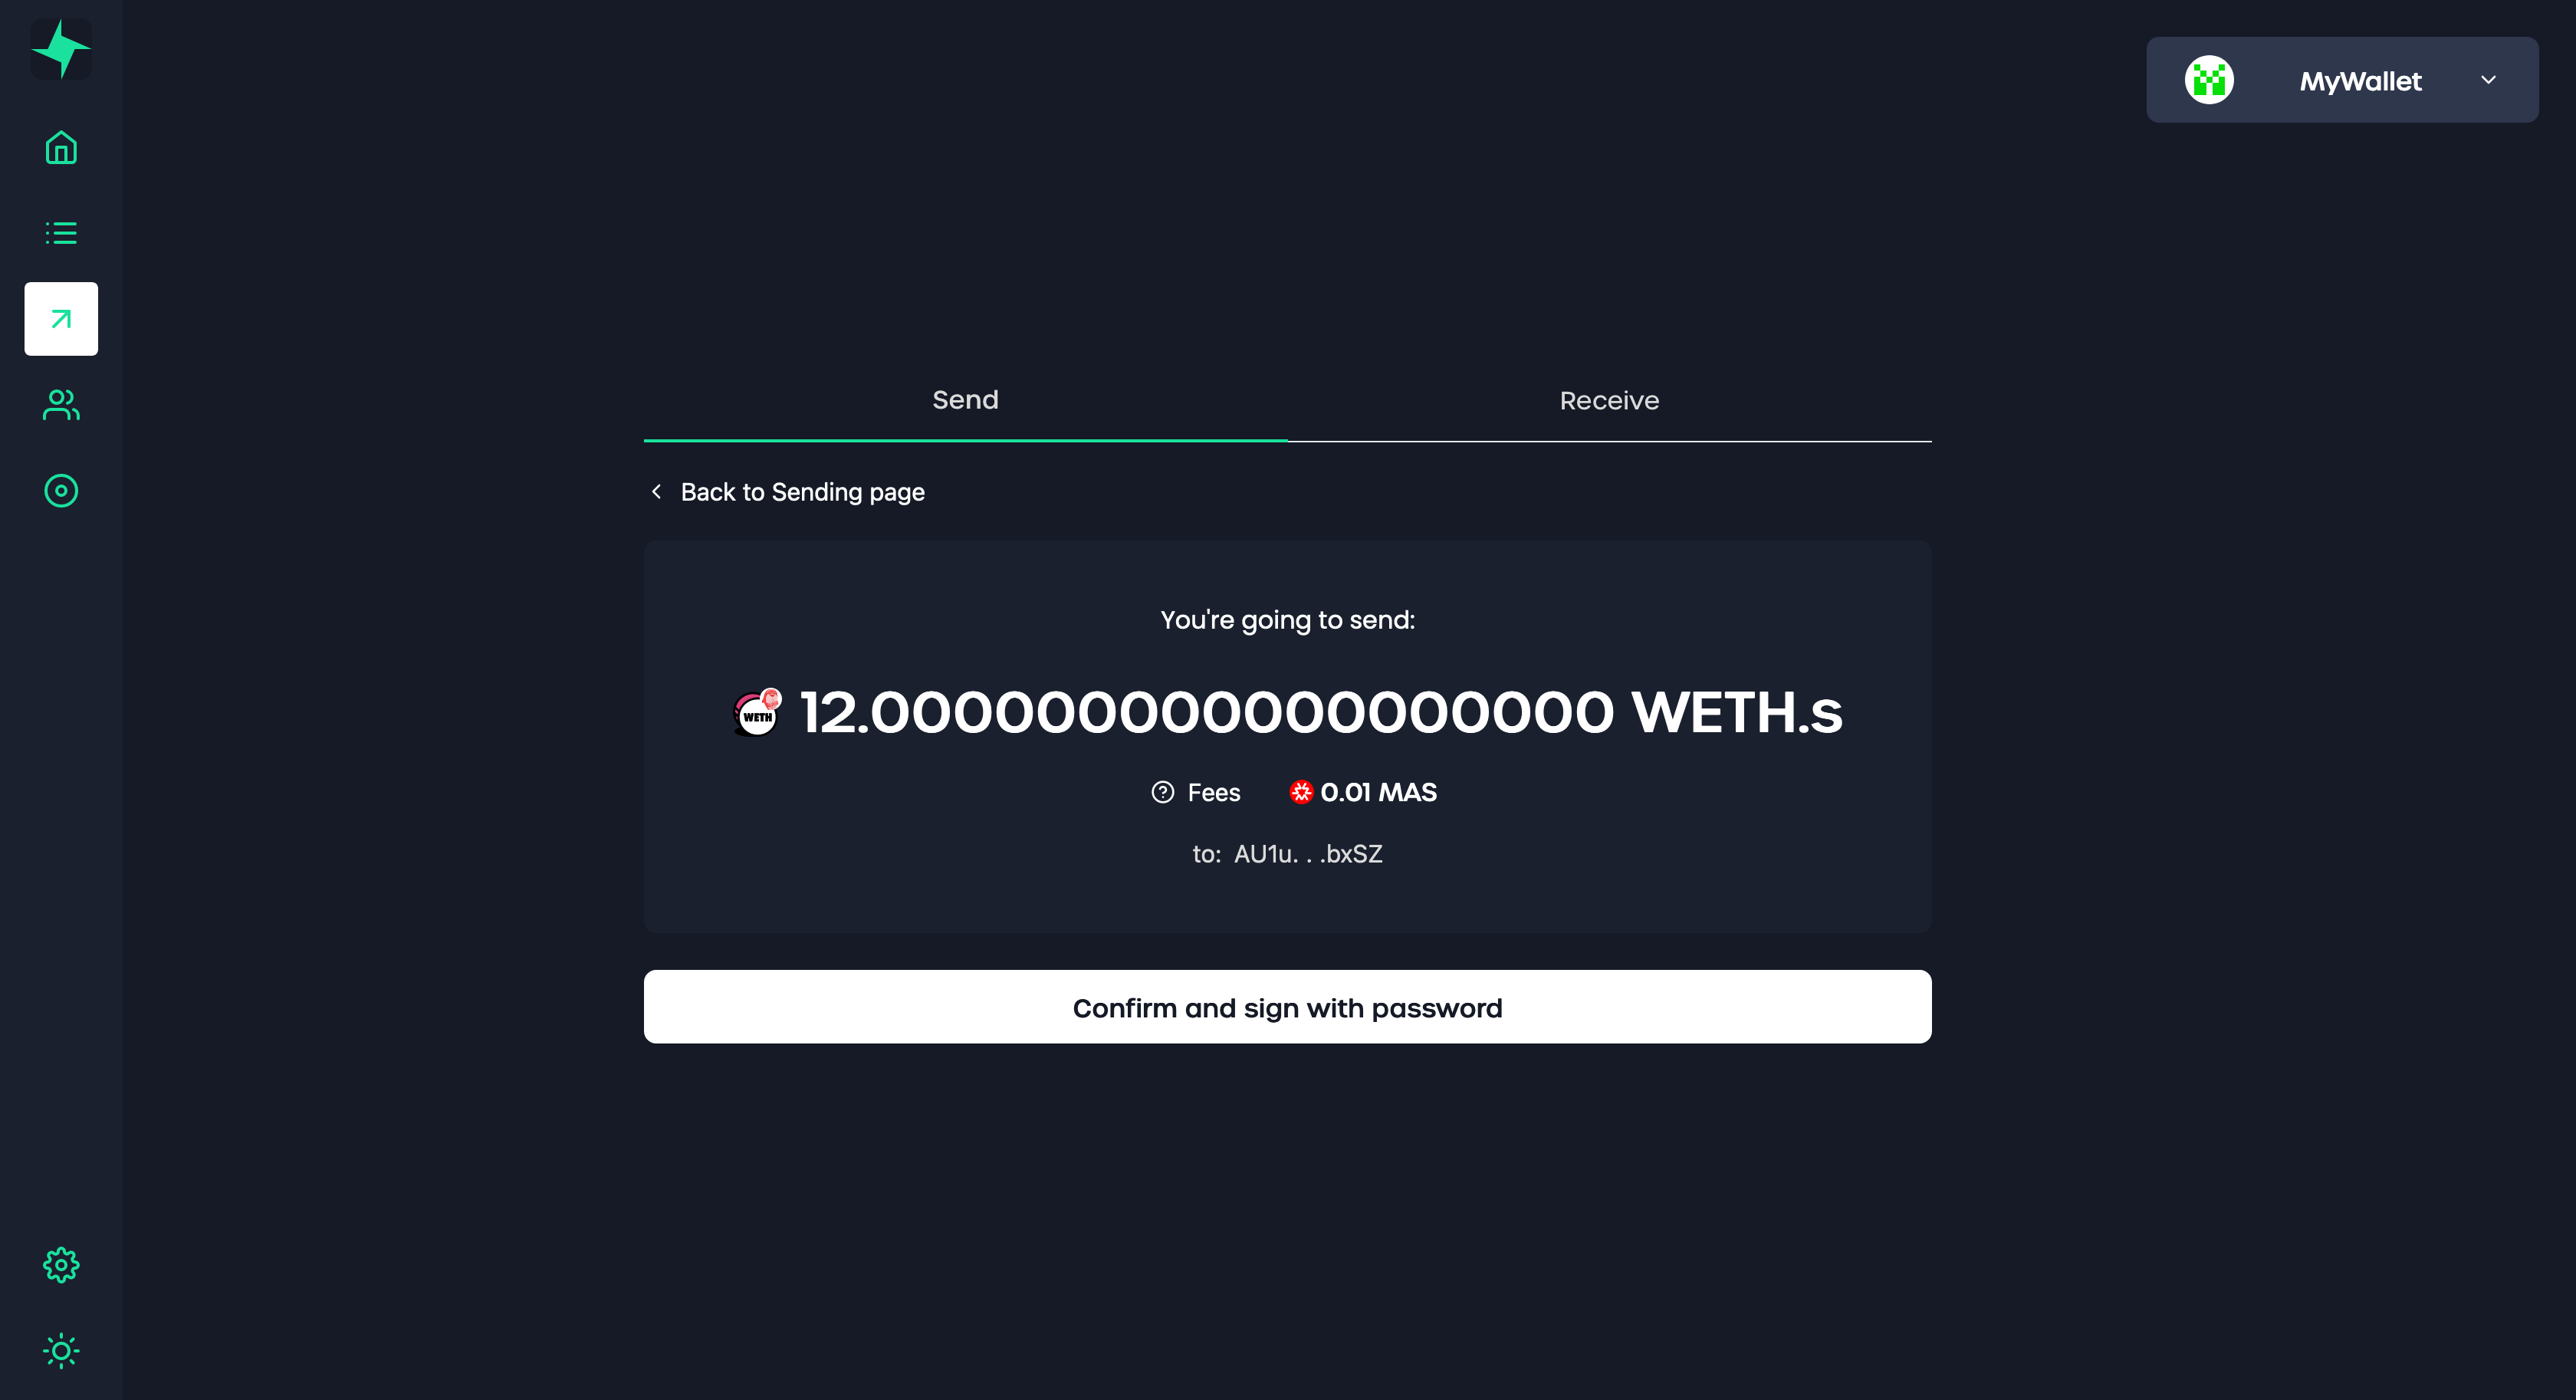 MyWallet
Send
Receive
Back to Sending page
You're going to send:
WETH
12.000000000000000000 WETH.s
Fees 0.01 MAS
to: AU1u. . .bxSZ
Confirm and sign with password